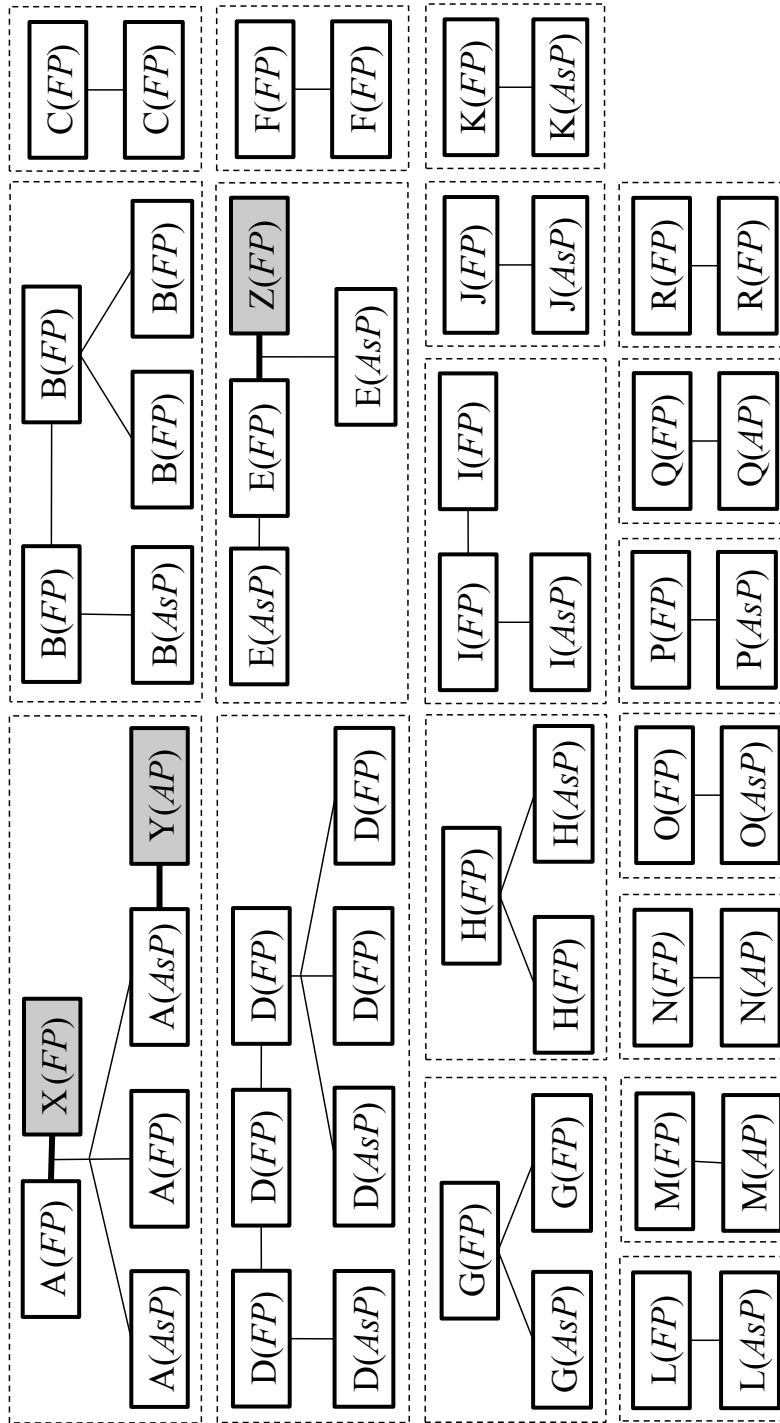 A(FP)
X(FP)
A(AsP)
A(FP)
A(AsP)
Y(AP)
B(FP)
B(FP)
B(AsP)
B(FP)
B(FP)
C(FP)
C(FP)
D(FP)
D(FP)
D(FP)
D(AsP)
D(AsP)
D(FP)
D(FP)
E(AsP)
E(FP)
Z(FP)
E(AsP)
F(FP)
F(FP)
G(FP)
G(AsP)
G(FP)
H(FP)
H(FP)
H(AsP)
I(FP)
I(FP)
I(AsP)
J(FP)
J(AsP)
K(FP)
K(AsP)
L(FP)
L(AsP)
M(FP)
M(AP)
N(FP)
N(AP)
O(FP)
O(AsP)
P(FP)
P(AsP)
Q(FP)
Q(AP)
R(FP)
R(FP)